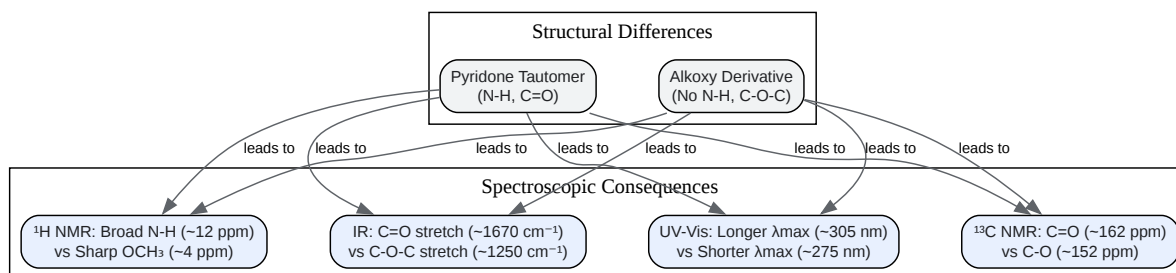 Structural Differences
Pyridone Tautomer
(N-H, C=O)
Alkoxy Derivative
(No N-H, C-O-C)
leads to
leads to
leads to
leads to
leads to
leads to
leads to
leads to
Spectroscopic Consequences
¹H NMR: Broad N-H (~12 ppm)
vs Sharp OCH₃ (~4 ppm)
IR: C=O stretch (~1670 cm⁻¹)
vs C-O-C stretch (~1250 cm⁻¹)
UV-Vis: Longer λmax (~305 nm)
vs Shorter λmax (~275 nm)
¹³C NMR: C=O (~162 ppm)
vs C-O (~152 ppm)